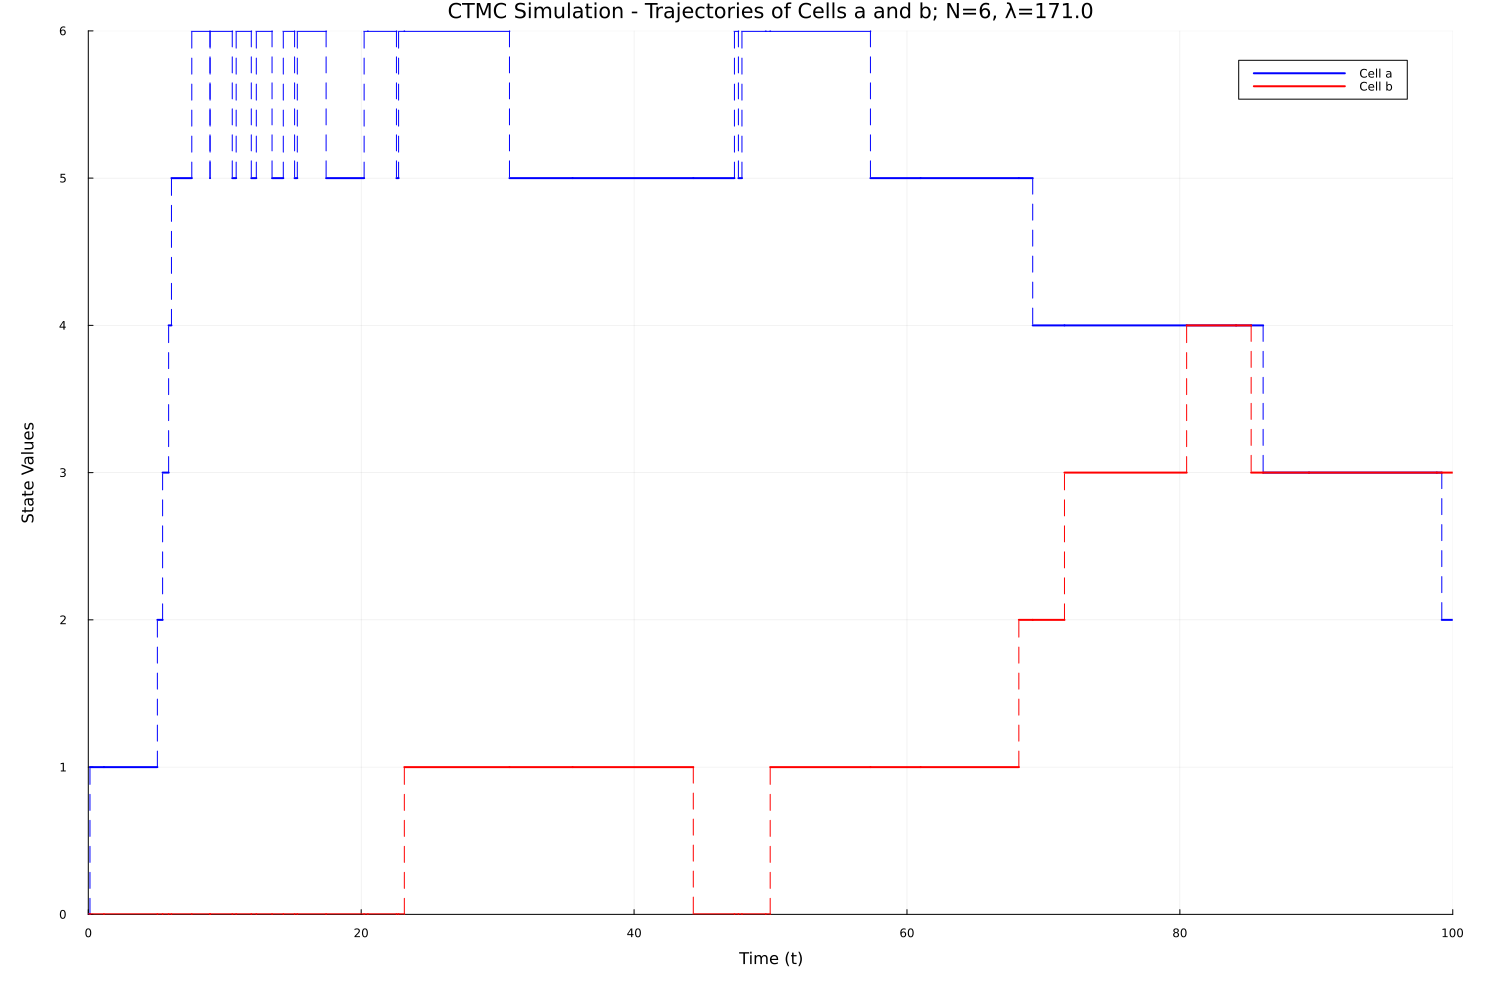 CTMC Simulation - Trajectories of Cells a and b; N=6, λ=171.0
Cell a
Cell b
6
5
4
3
2
1
0
State Values
0 20 40 60 80 100
Time (t)